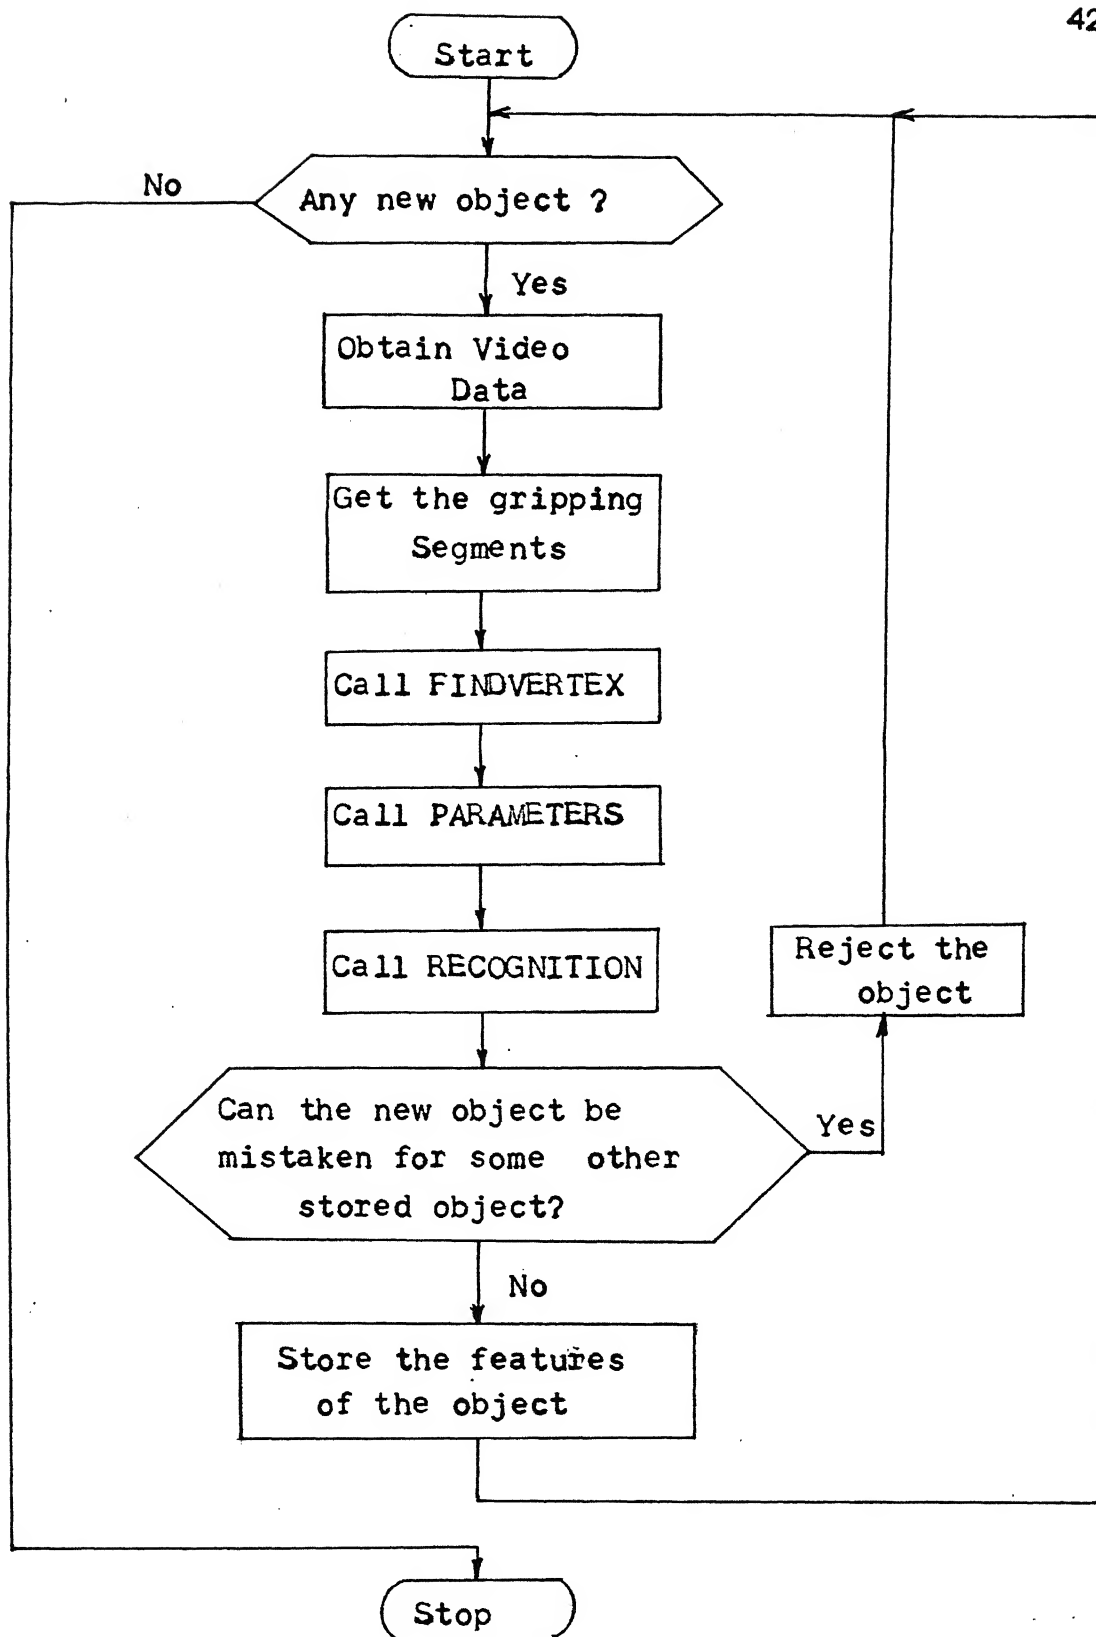 42
Start
No
Any new object ?
Yes
Obtain Video
Data
Get the gripping
Segments
Call FINDVERTEX
Call PARAMETERS
Call RECOGNITION
Reject the
object
Can the new object be
mistaken for some other
stored object?
Yes
No
Store the features
of the object
Stop